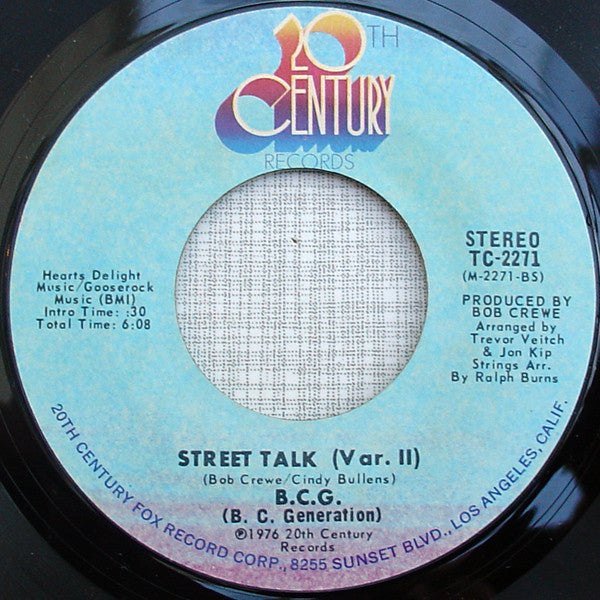 20TH
CENTURY
RECORDS
STEREO
TC-2271
(M-2271-BS)
PRODUCED BY
BOB CREWE
Arranged by
Trevor Veitch
& Jon Kip
Strings Arr.
By Ralph Burns
Hearts Delight
Music/Gooserock
Music (BMI)
Intro Time: :30
Total Time: 6:08
STREET TALK (Var. II)
(Bob Crewe/Cindy Bullens)
B.C.G.
(B. C. Generation)
℗1976 20th Century
Records
20TH CENTURY FOX RECORD CORP., 8255 SUNSET BLVD., LOS ANGELES, CALIF.